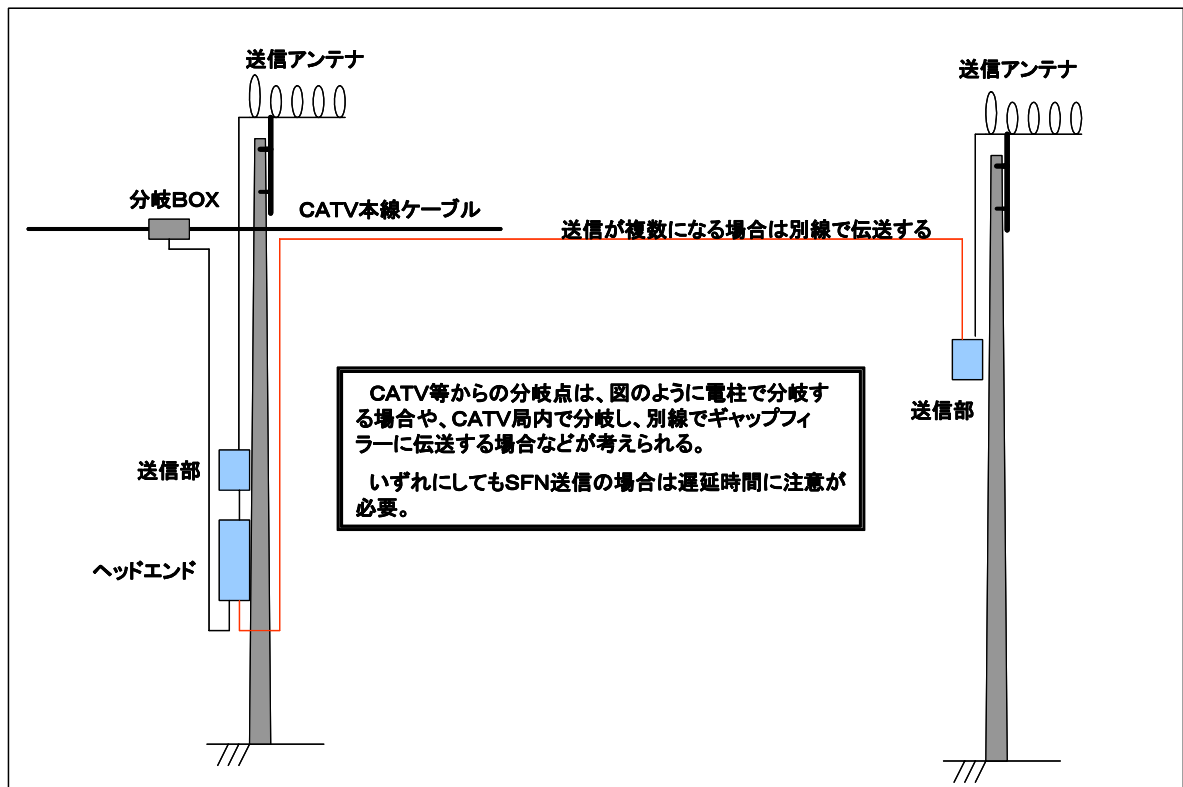 送信アンテナ
送信アンテナ
分岐BOX
CATV本線ケーブル
送信が複数になる場合は別線で伝送する
CATV等からの分岐点は、図のように電柱で分岐す
る場合や、CATV局内で分岐し、別線でギャップフィ
ラーに伝送する場合などが考えられる。
いずれにしてもSFN送信の場合は遅延時間に注意が
必要。
送信部
送信部
ヘッドエンド